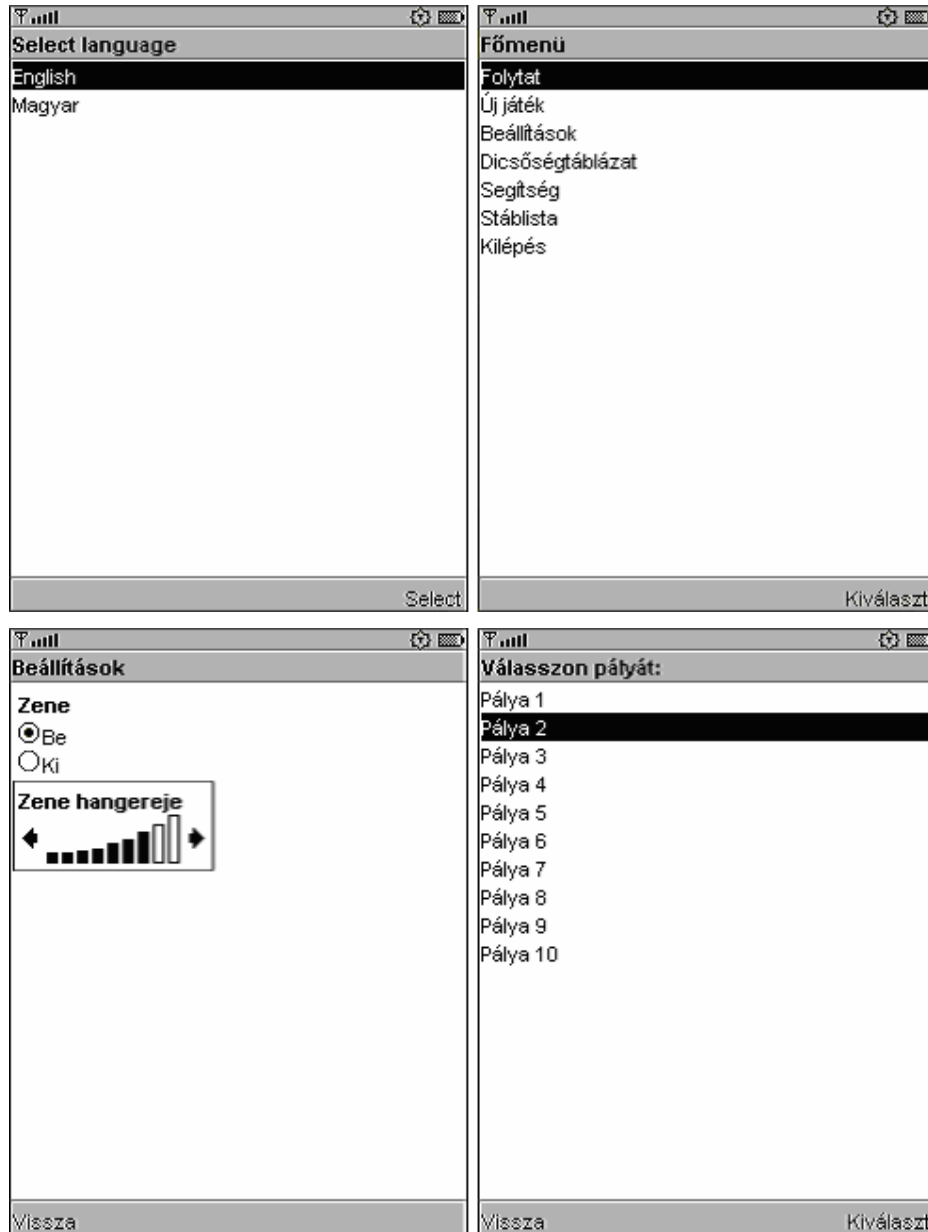 Select language
English
Magyar
Select
Főmenü
Folytat
Új játék
Beállítások
Dicsőségtáblázat
Segítség
Stáblista
Kilépés
Kiválaszt
Beállítások
Zene
Be
Ki
Zene hangereje
Vissza
Válasszon pályát:
Pálya 1
Pálya 2
Pálya 3
Pálya 4
Pálya 5
Pálya 6
Pálya 7
Pálya 8
Pálya 9
Pálya 10
Vissza Kiválaszt